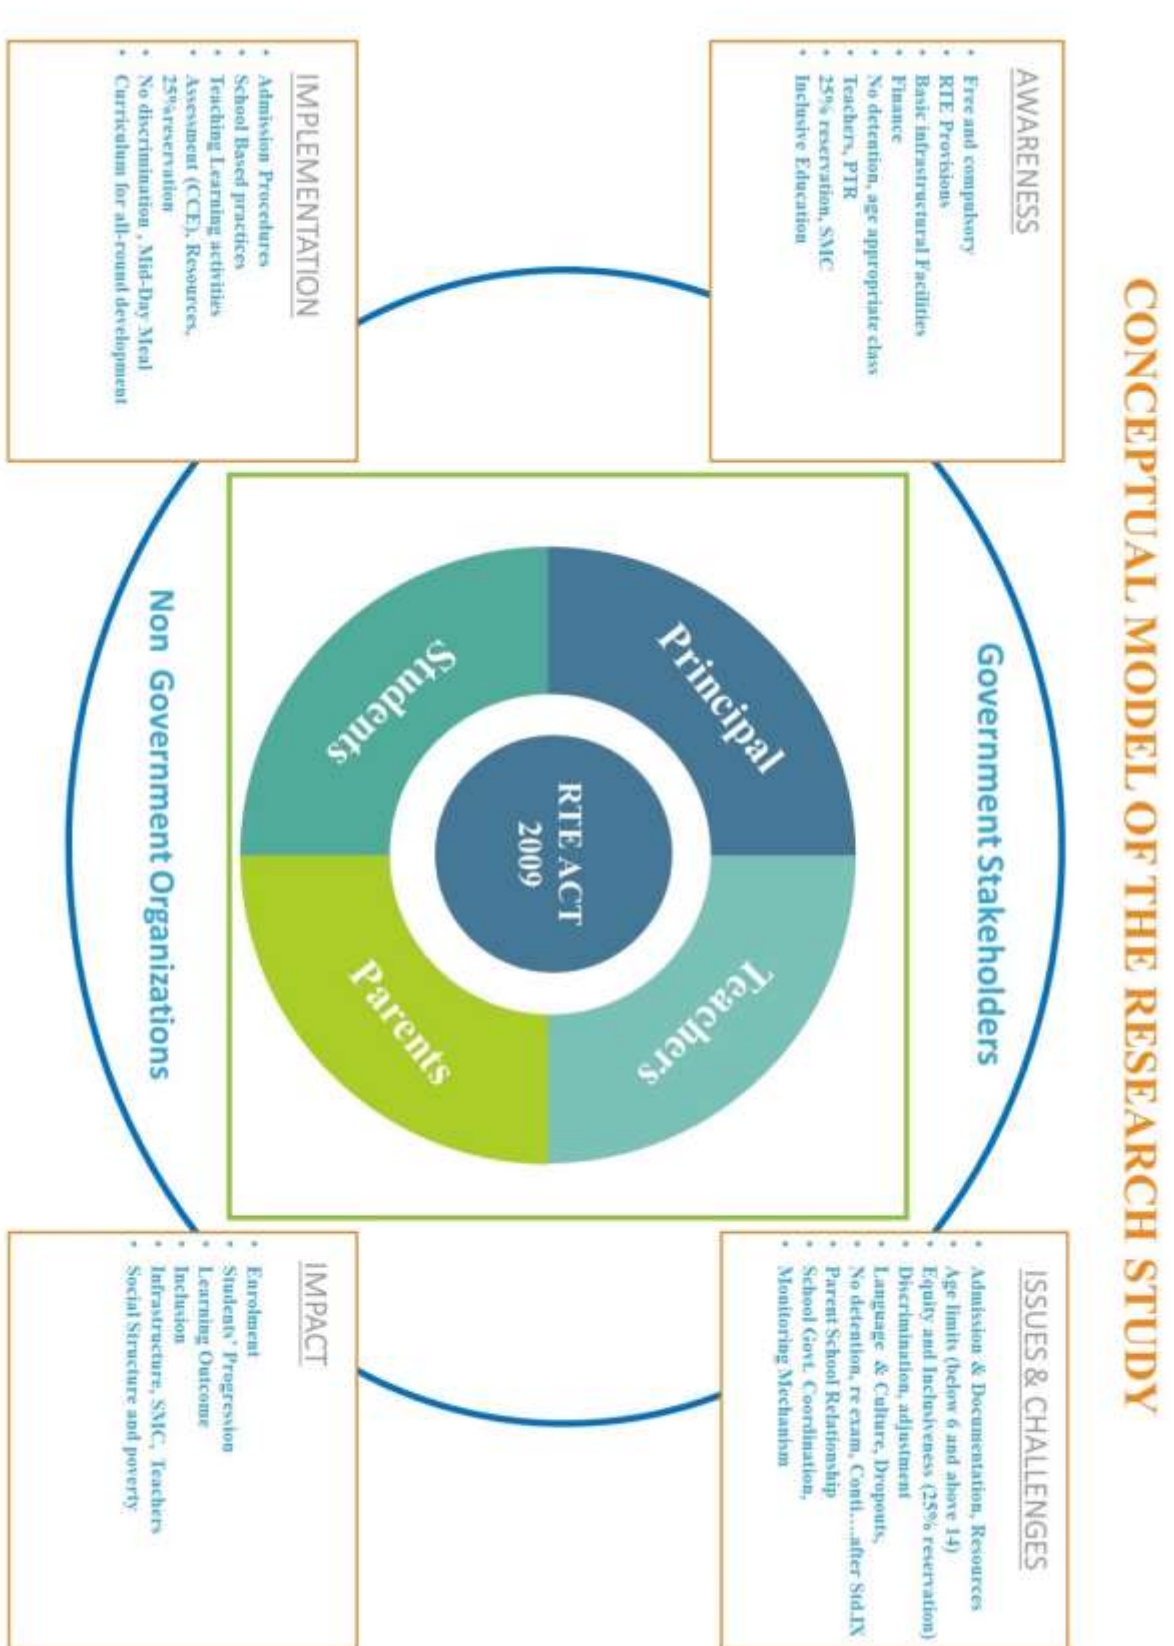 CONCEPTUAL MODEL OF THE RESEARCH STUDY
AWARENESS
• Free and compulsory
• RTE Provisions
• Basic infrastructural Facilities
• Finance
• No detention, age appropriate class
• Teachers, PTR
• 25% reservation, SMC
• Inclusive Education
ISSUES & CHALLENGES
• Admission & Documentation, Resources
• Age limits (below 6 and above 14)
• Equity and Inclusiveness (25% reservation)
• Discrimination, adjustment
• Language & Culture, Dropouts,
• No detention, re exam, Conti....after Std.IX
• Parent School Relationship
• School Govt. Coordination,
• Monitoring Mechanism
Government Stakeholders
Principal
Teachers
RTE ACT
2009
Students
Parents
Non Government Organizations
IMPLEMENTATION
• Admission Procedures
• School Based practices
• Teaching Learning activities
• Assessment (CCE), Resources,
25%reservation
• No discrimination , Mid-Day Meal
• Curriculum for all-round development
IMPACT
• Enrolment
• Students' Progression
• Learning Outcome
• Inclusion
• Infrastructure, SMC, Teachers
• Social Structure and poverty